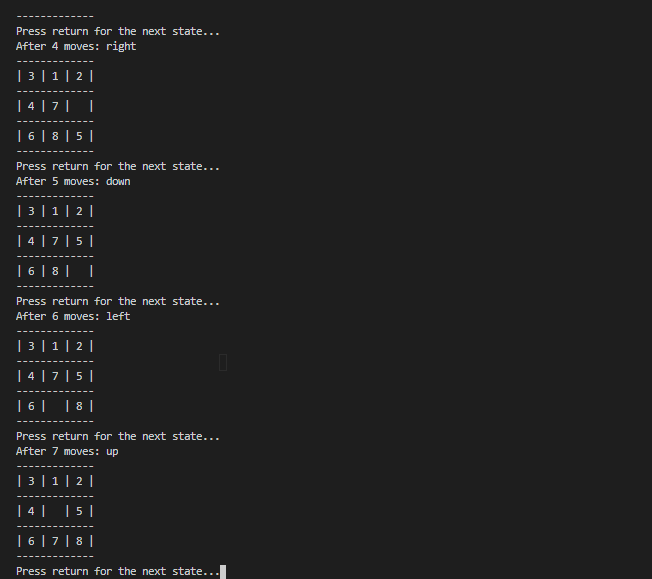 -------------
Press return for the next state...
After 4 moves: right
-------------
| 3 | 1 | 2 |
-------------
| 4 | 7 |   |
-------------
| 6 | 8 | 5 |
-------------
Press return for the next state...
After 5 moves: down
-------------
| 3 | 1 | 2 |
-------------
| 4 | 7 | 5 |
-------------
| 6 | 8 |   |
-------------
Press return for the next state...
After 6 moves: left
-------------
| 3 | 1 | 2 |
-------------
| 4 | 7 | 5 |
-------------
| 6 |   | 8 |
-------------
Press return for the next state...
After 7 moves: up
-------------
| 3 | 1 | 2 |
-------------
| 4 |   | 5 |
-------------
| 6 | 7 | 8 |
-------------
Press return for the next state...